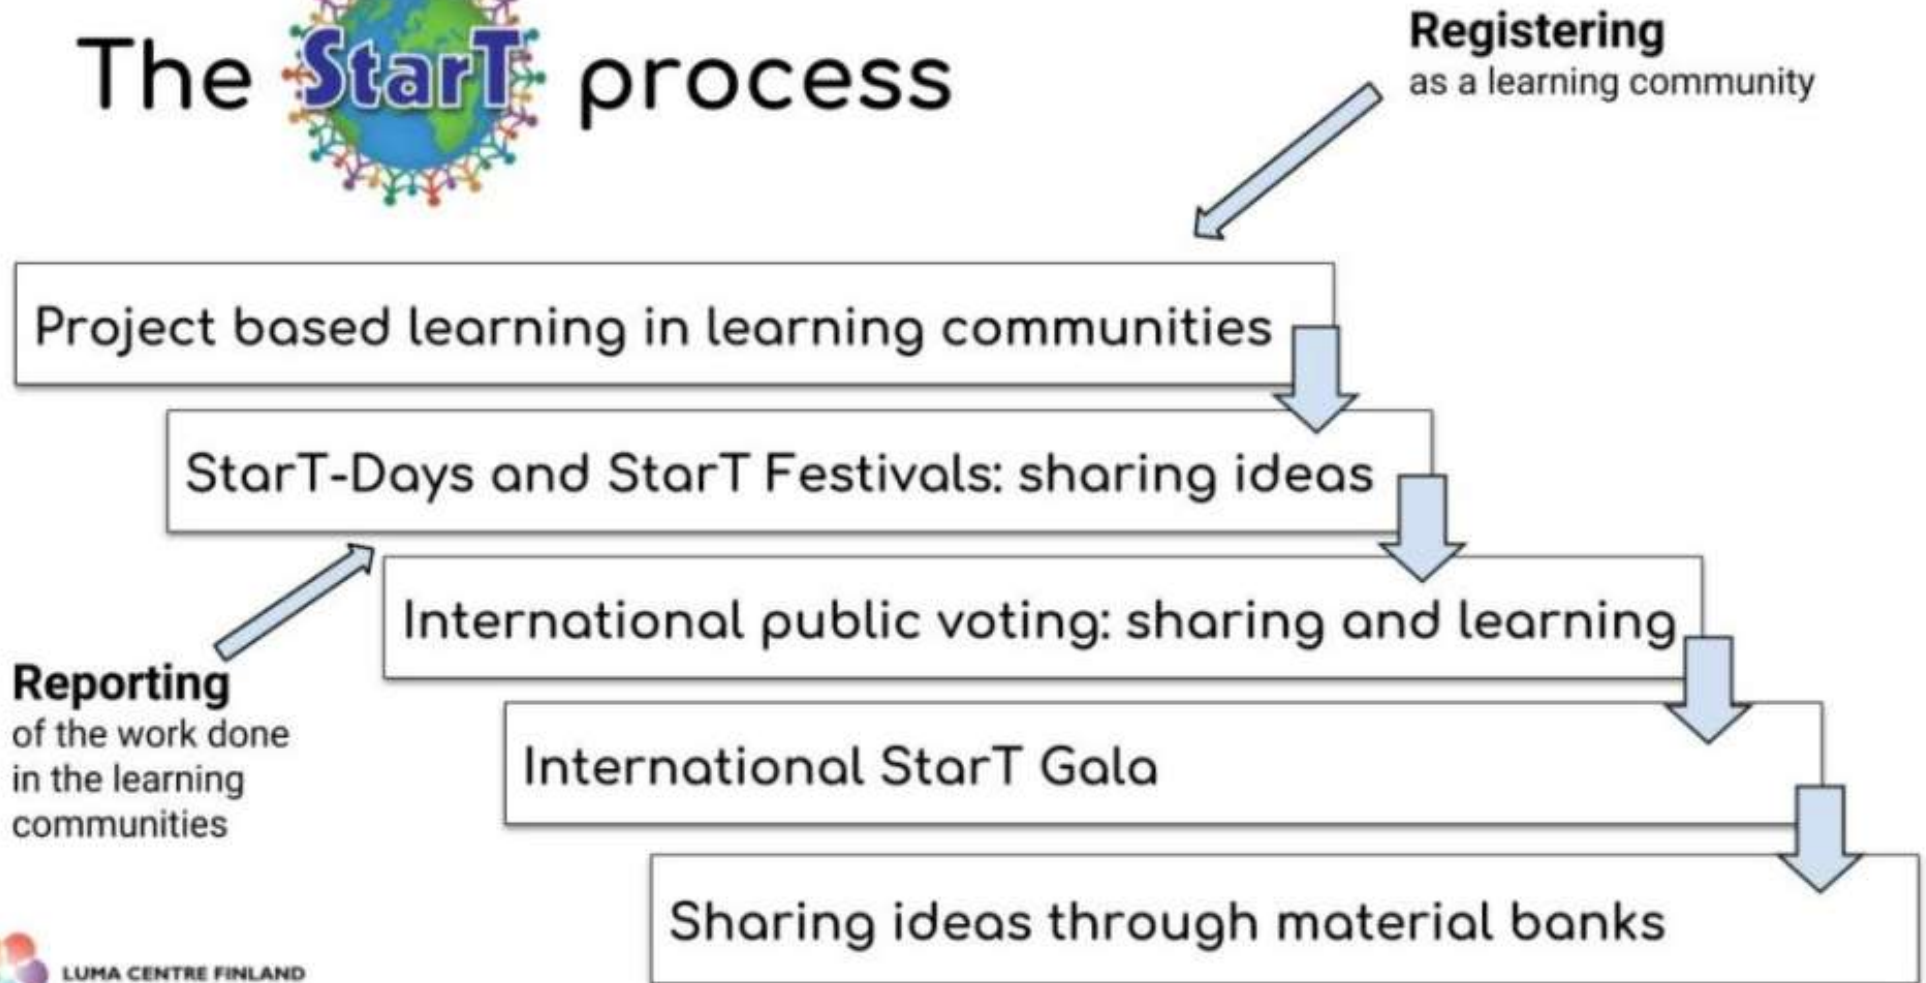 The StarT process
Registering
as a learning community
Project based learning in learning communities
StarT-Days and StarT Festivals: sharing ideas
International public voting: sharing and learning
Reporting
of the work done
in the learning
communities
International StarT Gala
Sharing ideas through material banks
LUMA CENTRE FINLAND